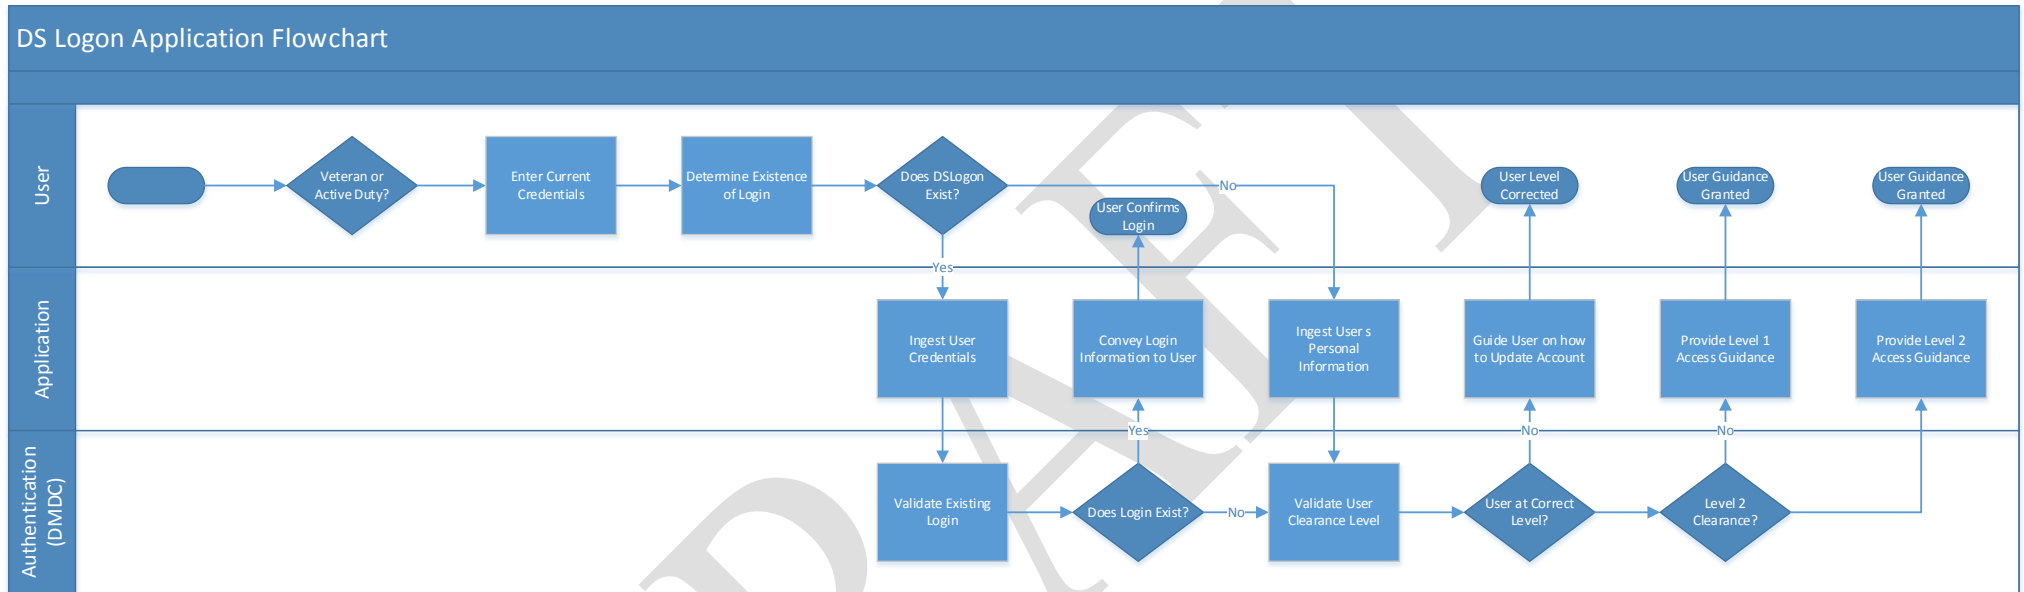 DS Logon Application Flowchart
User
Veteran or
Active Duty?
Enter Current
Credentials
Determine Existence
of Login
Does DSLogon
Exist?
No
User Confirms
Login
User Level
Corrected
User Guidance
Granted
User Guidance
Granted
Yes
Application
Ingest User
Credentials
Convey Login
Information to User
Ingest User s
Personal
Information
Guide User on how
to Update Account
Provide Level 1
Access Guidance
Provide Level 2
Access Guidance
Yes
No
No
Authentication
(DMDC)
Validate Existing
Login
Does Login Exist?
No
Validate User
Clearance Level
User at Correct
Level?
Level 2
Clearance?
DRAFT